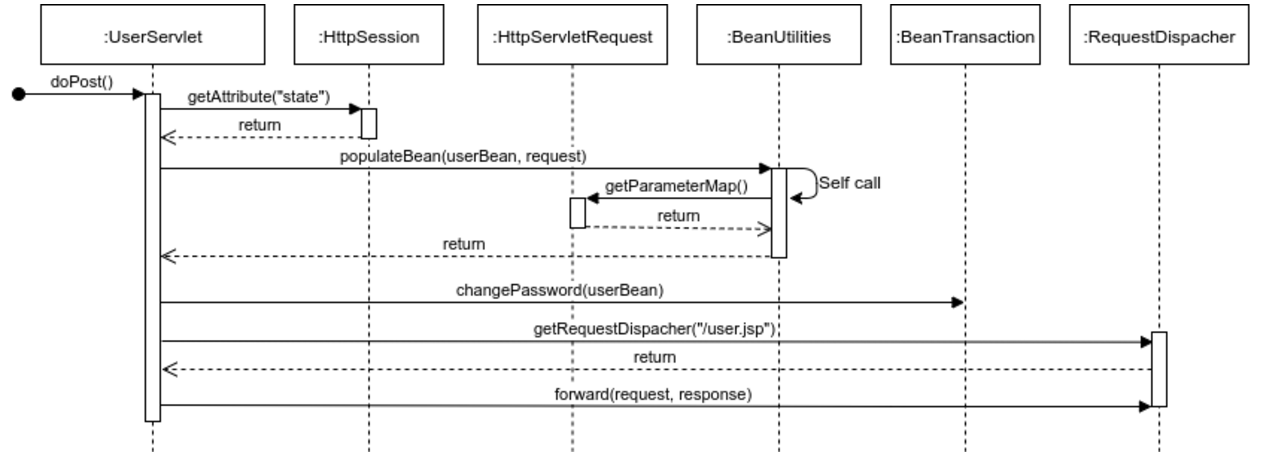 :UserServlet
:HttpSession
:HttpServletRequest
:BeanUtilities
:BeanTransaction
:RequestDispacher
doPost()
getAttribute("state")
return
populateBean(userBean, request)
Self call
getParameterMap()
return
return
changePassword(userBean)
getRequestDispacher("/user.jsp")
return
forward(request, response)